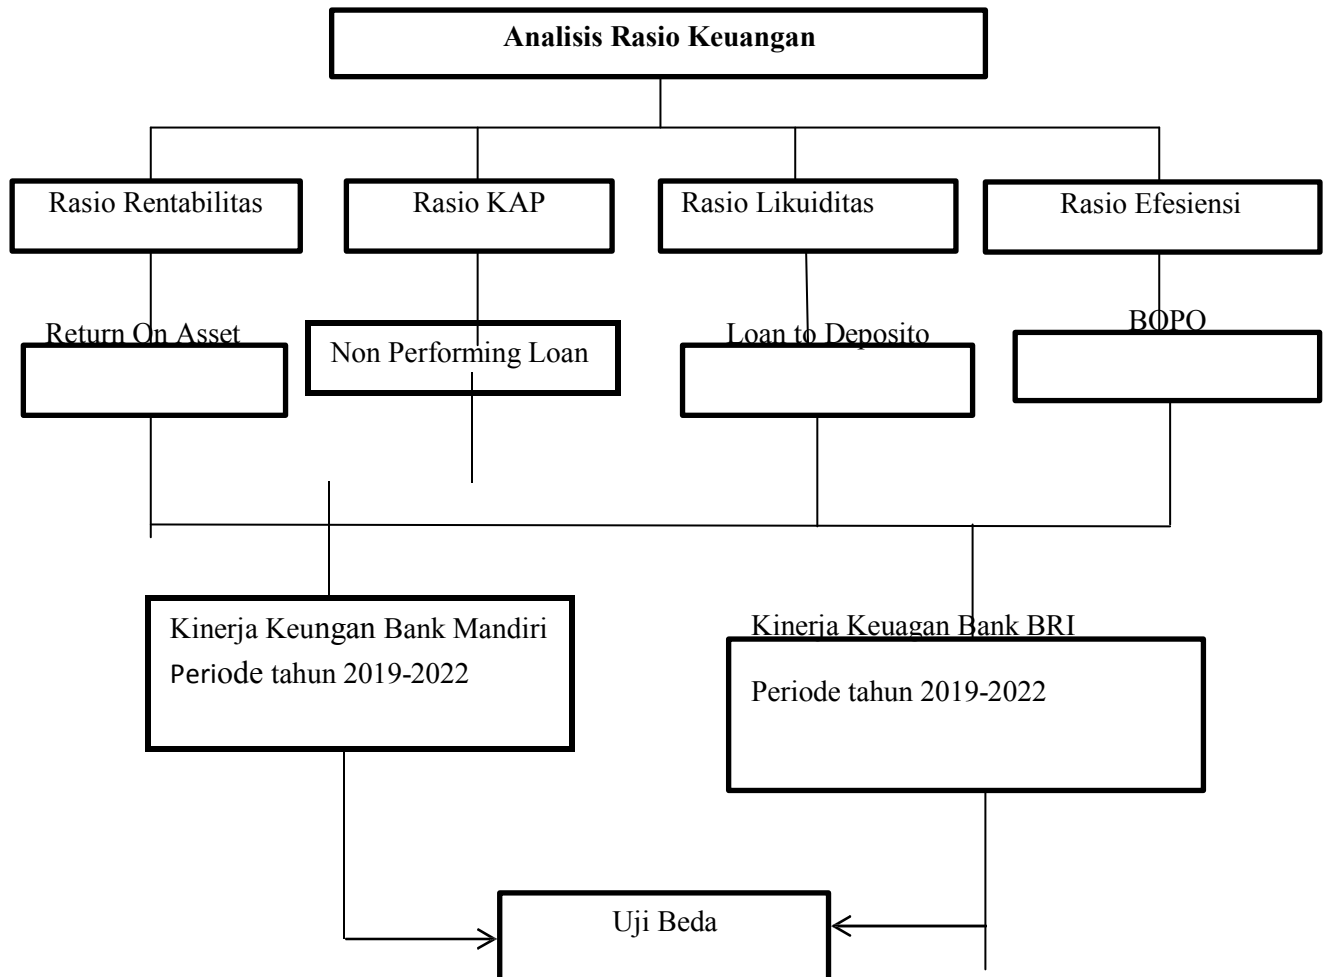 Analisis Rasio Keuangan
Rasio Rentabilitas
Rasio KAP
Rasio Likuiditas
Rasio Efesiensi
Return On Asset
Non Performing Loan
Loan to Deposito
BOPO
Kinerja Keungan Bank Mandiri
Periode tahun 2019-2022
Kinerja Keuagan Bank BRI
Periode tahun 2019-2022
Uji Beda